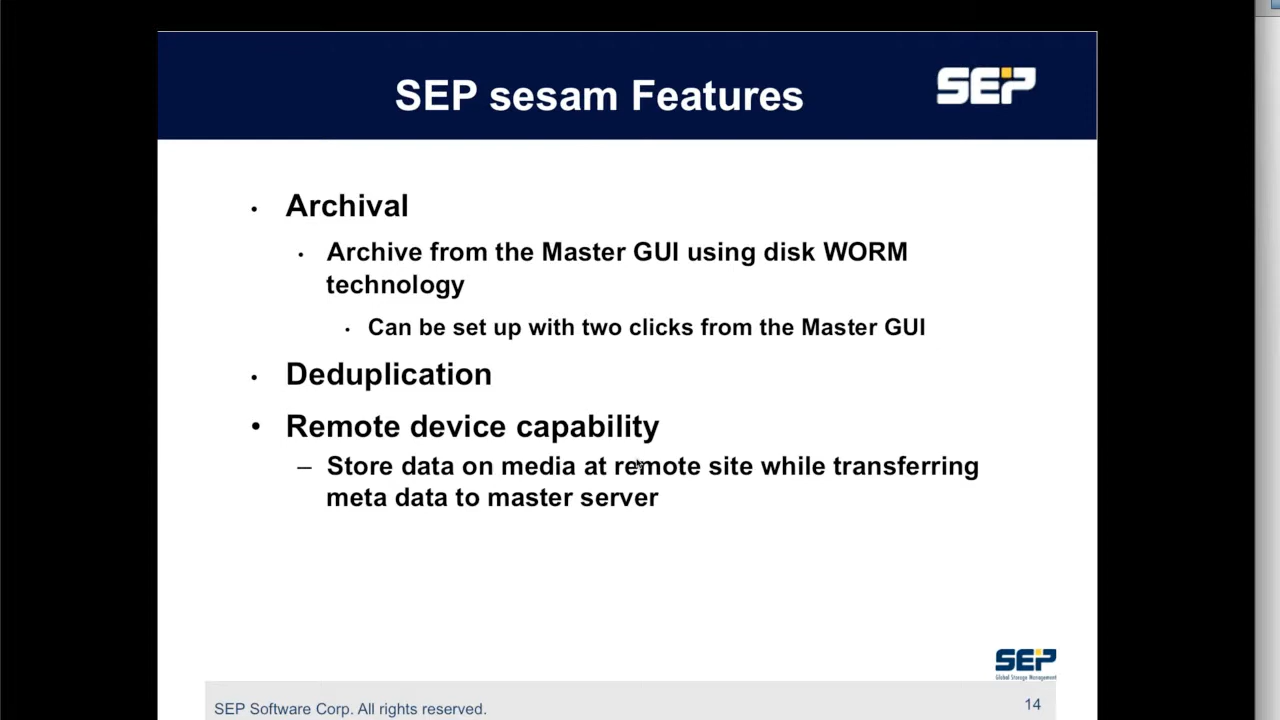 SEP sesam Features
SEP
• Archival
• Archive from the Master GUI using disk WORM
technology
• Can be set up with two clicks from the Master GUI
• Deduplication
• Remote device capability
– Store data on media at remote site while transferring
meta data to master server
SEP
Global Storage Management
SEP Software Corp. All rights reserved.
14